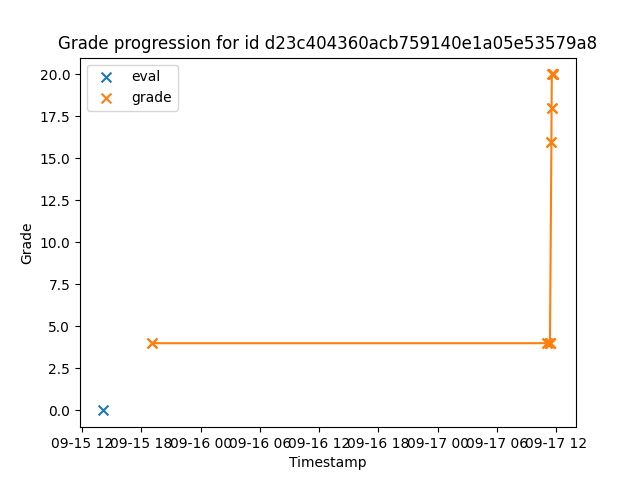 Grade progression for id d23c404360acb759140e1a05e53579a8
eval
grade
20.0
17.5
15.0
12.5
10.0
7.5
5.0
2.5
0.0
Grade
09-15 12 09-15 18 09-16 00 09-16 06 09-16 12 09-16 18 09-17 00 09-17 06 09-17 12
Timestamp